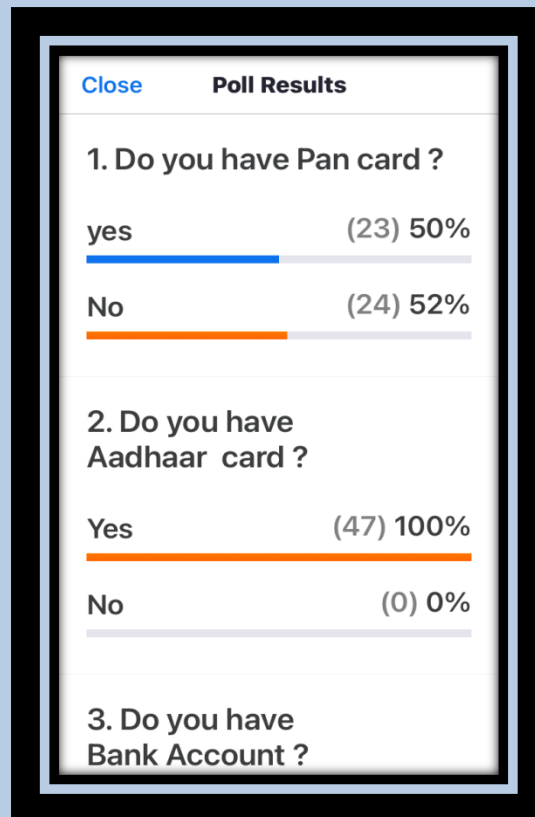 Close Poll Results
1. Do you have Pan card ?
yes (23) 50%
No (24) 52%
2. Do you have
Aadhaar card ?
Yes (47) 100%
No (0) 0%
3. Do you have
Bank Account ?